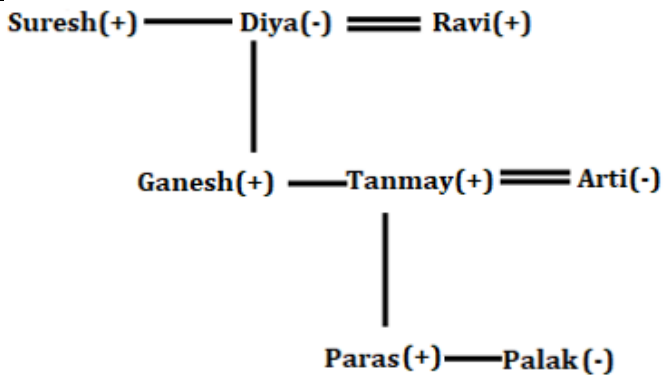 Suresh(+) Diya(-) Ravi(+)
Ganesh(+) Tanmay(+) Arti(-)
Paras(+) Palak(-)